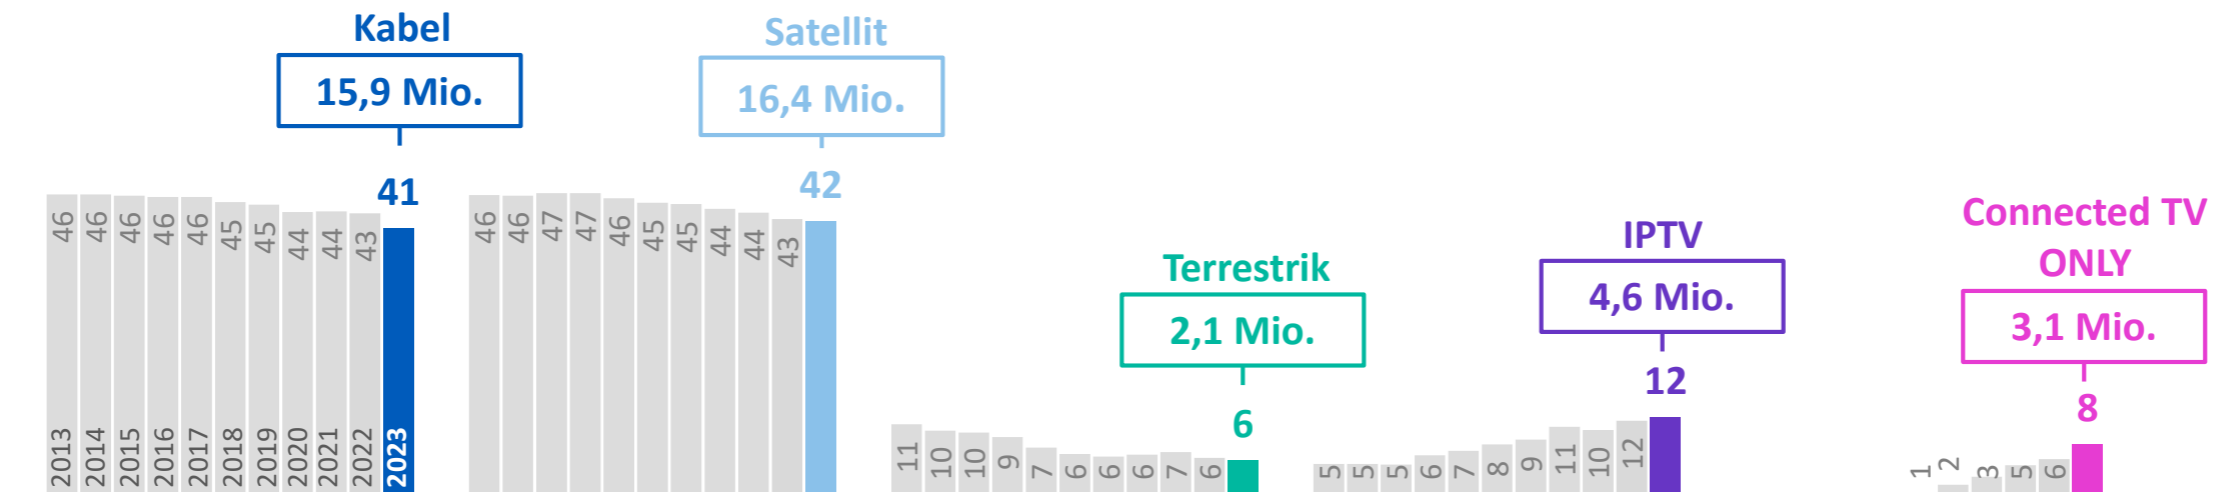 Kabel
15,9 Mio.
41
46 46 46 46 46 45 45 44 44 43
2013 2014 2015 2016 2017 2018 2019 2020 2021 2022 2023
Satellit
16,4 Mio.
42
46 46 47 47 46 45 45 44 44 43
Terrestrik
2,1 Mio.
6
11 10 10 9 7 6 6 6 7 6
IPTV
4,6 Mio.
12
5 5 5 6 7 8 9 11 10 12
Connected TV
ONLY
3,1 Mio.
8
1 2 3 5 6